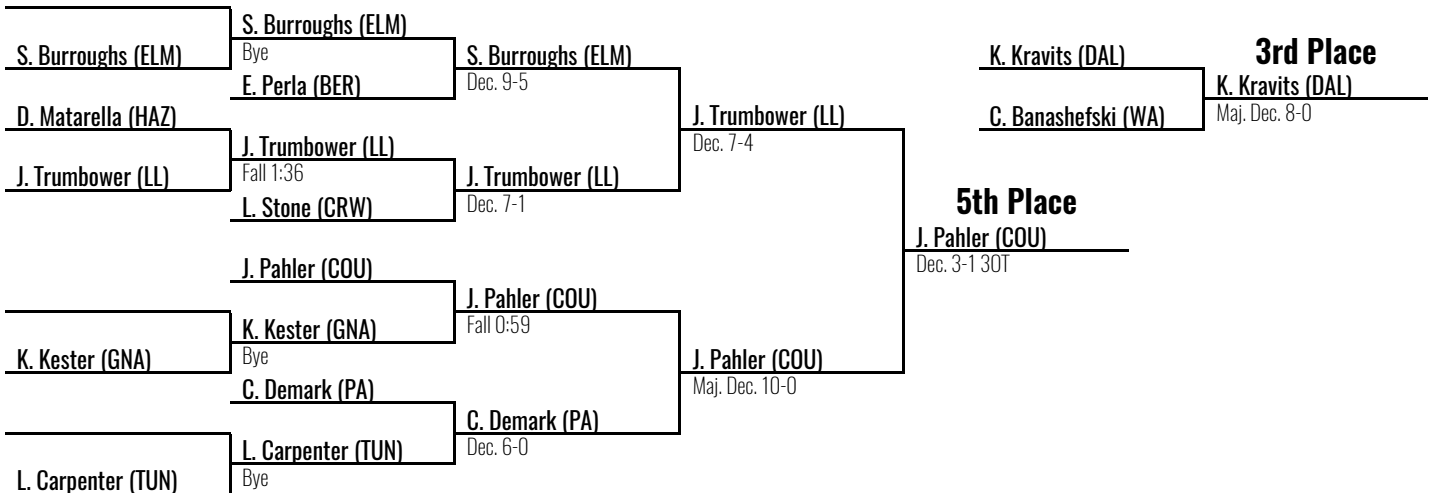 S. Burroughs (ELM)
S. Burroughs (ELM)
Bye
S. Burroughs (ELM)
E. Perla (BER)
Dec. 9-5
D. Matarella (HAZ)
J. Trumbower (LL)
Dec. 7-4
J. Trumbower (LL)
J. Trumbower (LL)
Fall 1:36
J. Trumbower (LL)
L. Stone (CRW)
Dec. 7-1
J. Pahler (COU)
J. Pahler (COU)
K. Kester (GNA)
Fall 0:59
K. Kester (GNA)
Bye
J. Pahler (COU)
Maj. Dec. 10-0
C. Demark (PA)
C. Demark (PA)
L. Carpenter (TUN)
Dec. 6-0
L. Carpenter (TUN)
Bye
K. Kravits (DAL)
3rd Place
K. Kravits (DAL)
C. Banashefski (WA)
Maj. Dec. 8-0
5th Place
J. Pahler (COU)
Dec. 3-1 3OT